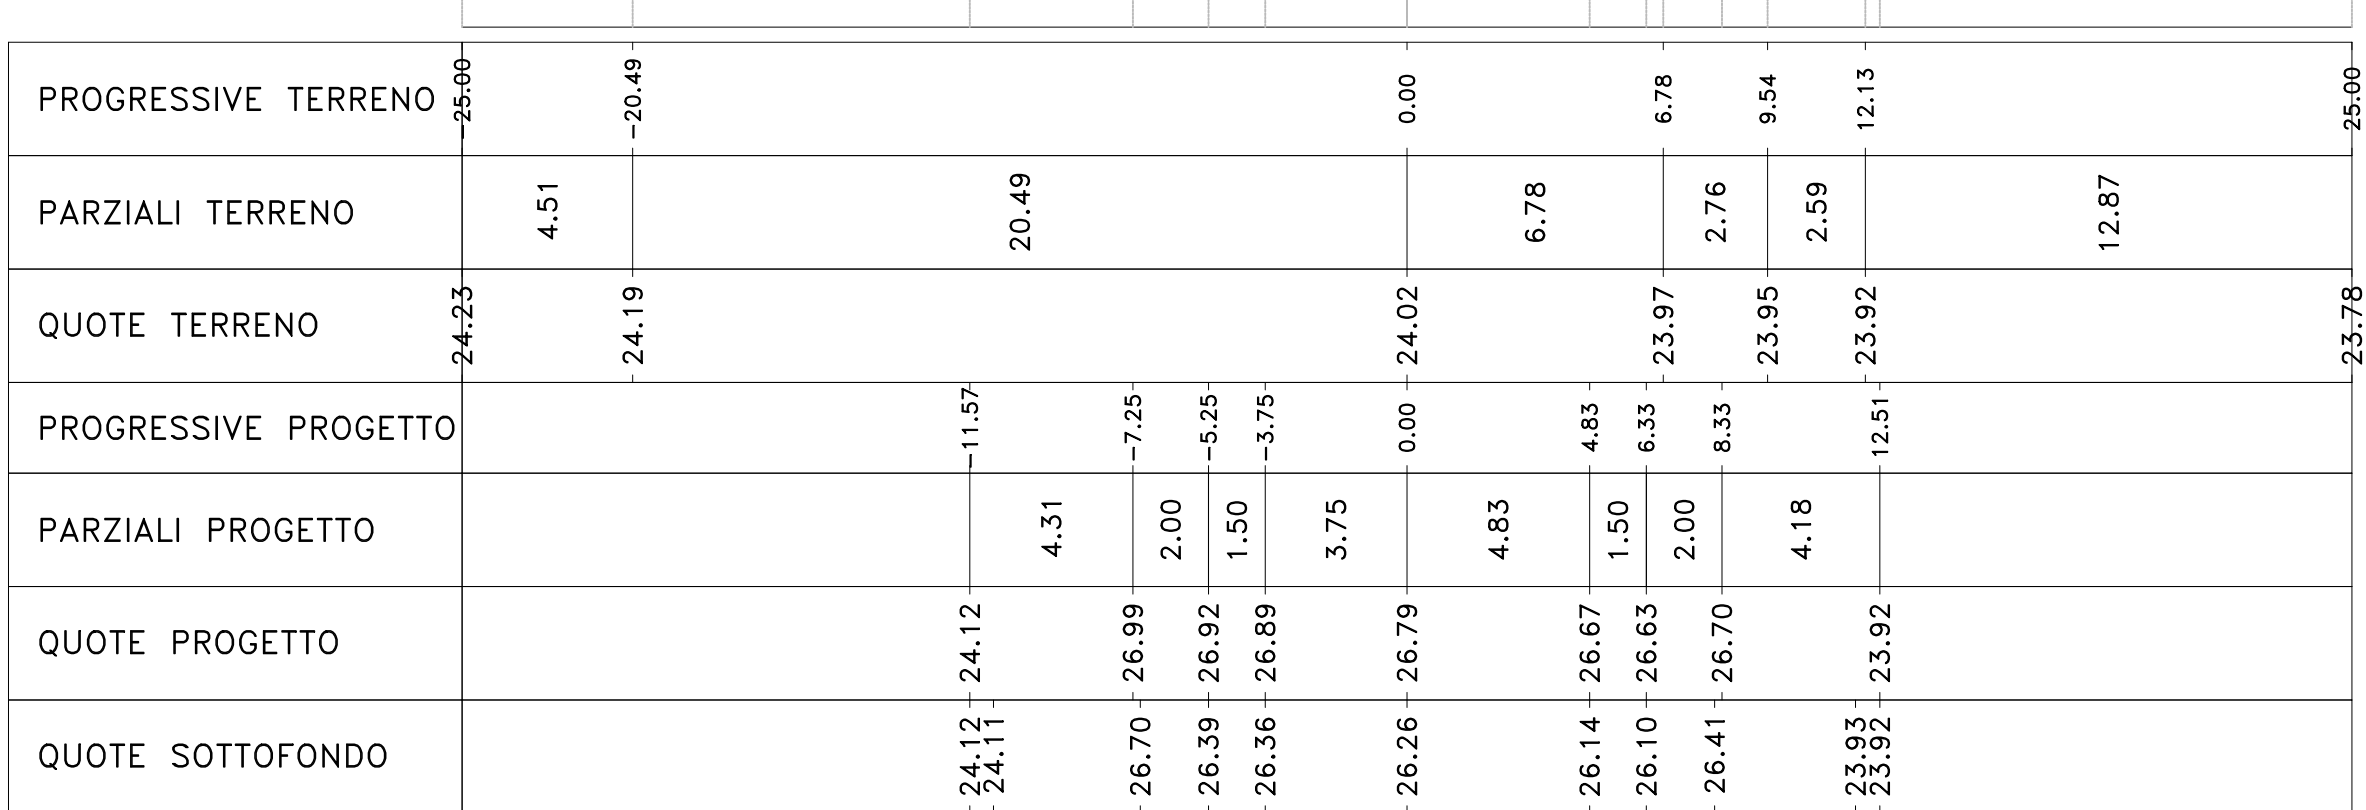 PROGRESSIVE TERRENO -25.00 -20.49 0.00 6.78 9.54 12.13 25.00
PARZIALI TERRENO 4.51 20.49 6.78 2.76 2.59 12.87
QUOTE TERRENO 24.23 24.19 24.02 23.97 23.95 23.92 23.78
PROGRESSIVE PROGETTO -11.57 -7.25 -5.25 -3.75 0.00 4.83 6.33 8.33 12.51
PARZIALI PROGETTO 4.31 2.00 1.50 3.75 4.83 1.50 2.00 4.18
QUOTE PROGETTO 24.12 26.99 26.92 26.89 26.79 26.67 26.63 26.70 23.92
QUOTE SOTTOFONDO 24.12 24.11 26.70 26.39 26.36 26.26 26.14 26.10 26.41 23.93 23.92